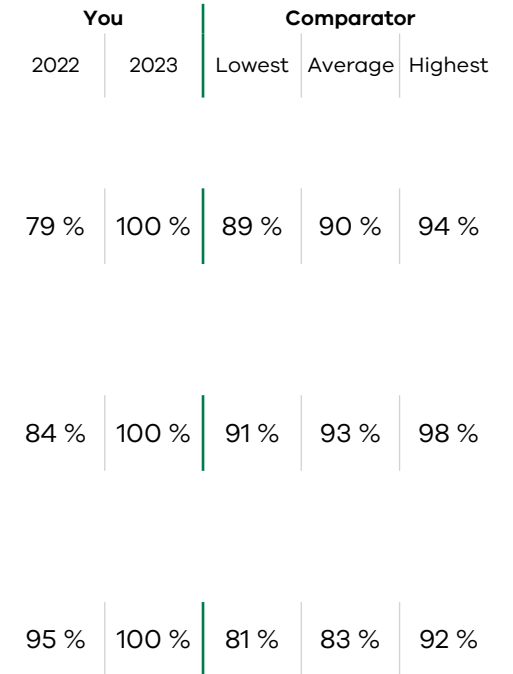 You Comparator
2022 2023 Lowest Average Highest
79 % 100 % 89 % 90 % 94 %
84 % 100 % 91 % 93 % 98 %
95 % 100 % 81 % 83 % 92 %